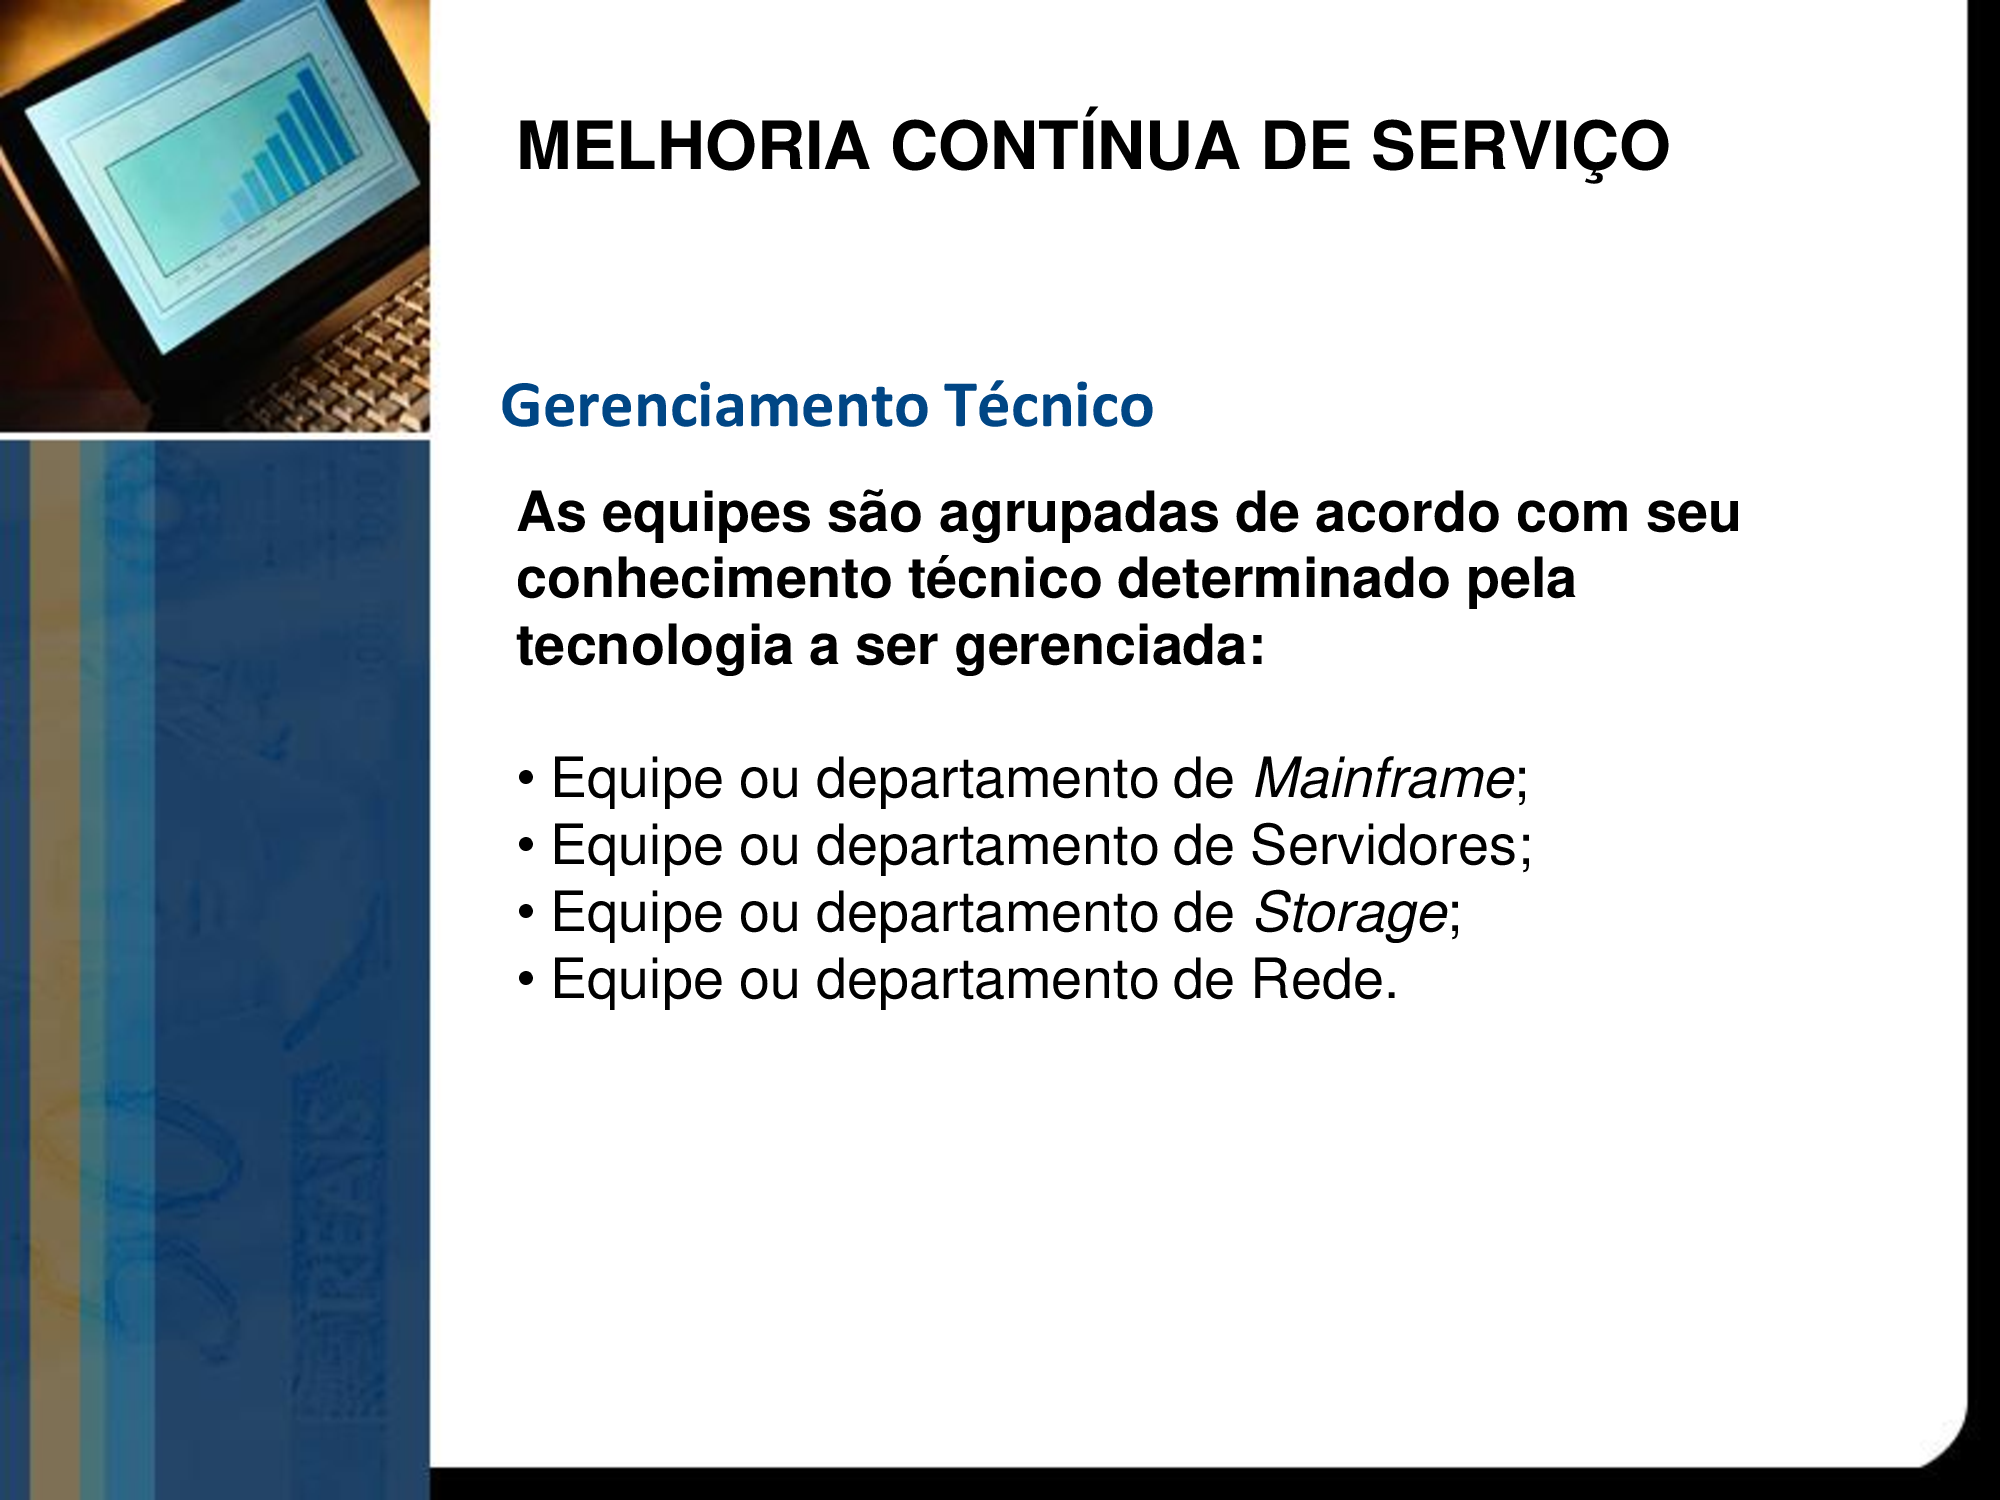 MELHORIA CONTÍNUA DE SERVIÇO
Gerenciamento Técnico
As equipes são agrupadas de acordo com seu
conhecimento técnico determinado pela
tecnologia a ser gerenciada:
• Equipe ou departamento de Mainframe;
• Equipe ou departamento de Servidores;
• Equipe ou departamento de Storage;
• Equipe ou departamento de Rede.
REAIS